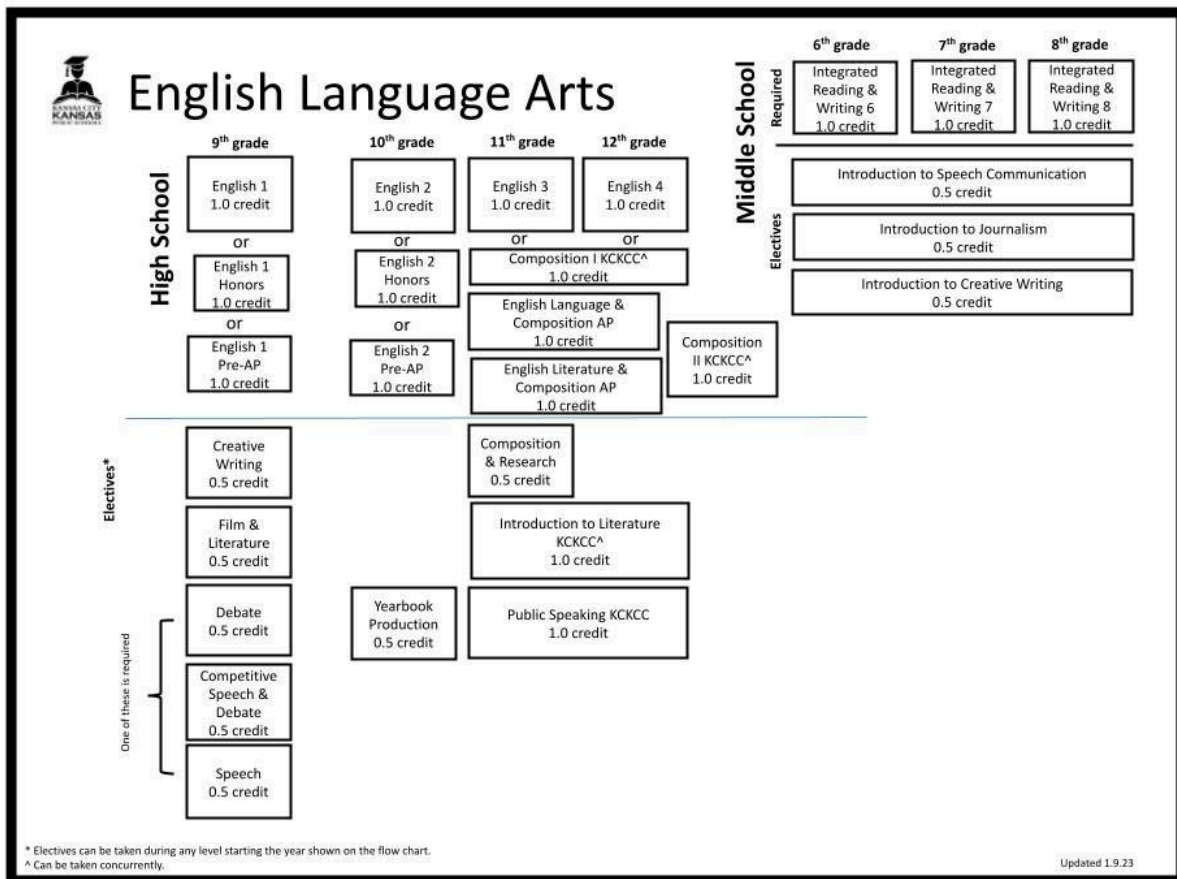 KANSAS CITY
KANSAS
PUBLIC SCHOOLS
English Language Arts
High School
9th grade
10th grade
11th grade
12th grade
English 1
1.0 credit
English 2
1.0 credit
English 3
1.0 credit
English 4
1.0 credit
or
or
or
or
English 1
Honors
1.0 credit
English 2
Honors
1.0 credit
Composition I KCKCC^
1.0 credit
or
or
English 1
Pre-AP
1.0 credit
English 2
Pre-AP
1.0 credit
English Language &
Composition AP
1.0 credit
English Literature &
Composition AP
1.0 credit
Composition
II KCKCC^
1.0 credit
Electives*
Creative
Writing
0.5 credit
Composition
& Research
0.5 credit
Film &
Literature
0.5 credit
Introduction to Literature
KCKCC^
1.0 credit
One of these is required
Debate
0.5 credit
Yearbook
Production
0.5 credit
Public Speaking KCKCC
1.0 credit
Competitive
Speech &
Debate
0.5 credit
Speech
0.5 credit
Middle School
6th grade
7th grade
8th grade
Required
Integrated
Reading &
Writing 6
1.0 credit
Integrated
Reading &
Writing 7
1.0 credit
Integrated
Reading &
Writing 8
1.0 credit
Electives
Introduction to Speech Communication
0.5 credit
Introduction to Journalism
0.5 credit
Introduction to Creative Writing
0.5 credit
* Electives can be taken during any level starting the year shown on the flow chart.
^ Can be taken concurrently.
Updated 1.9.23